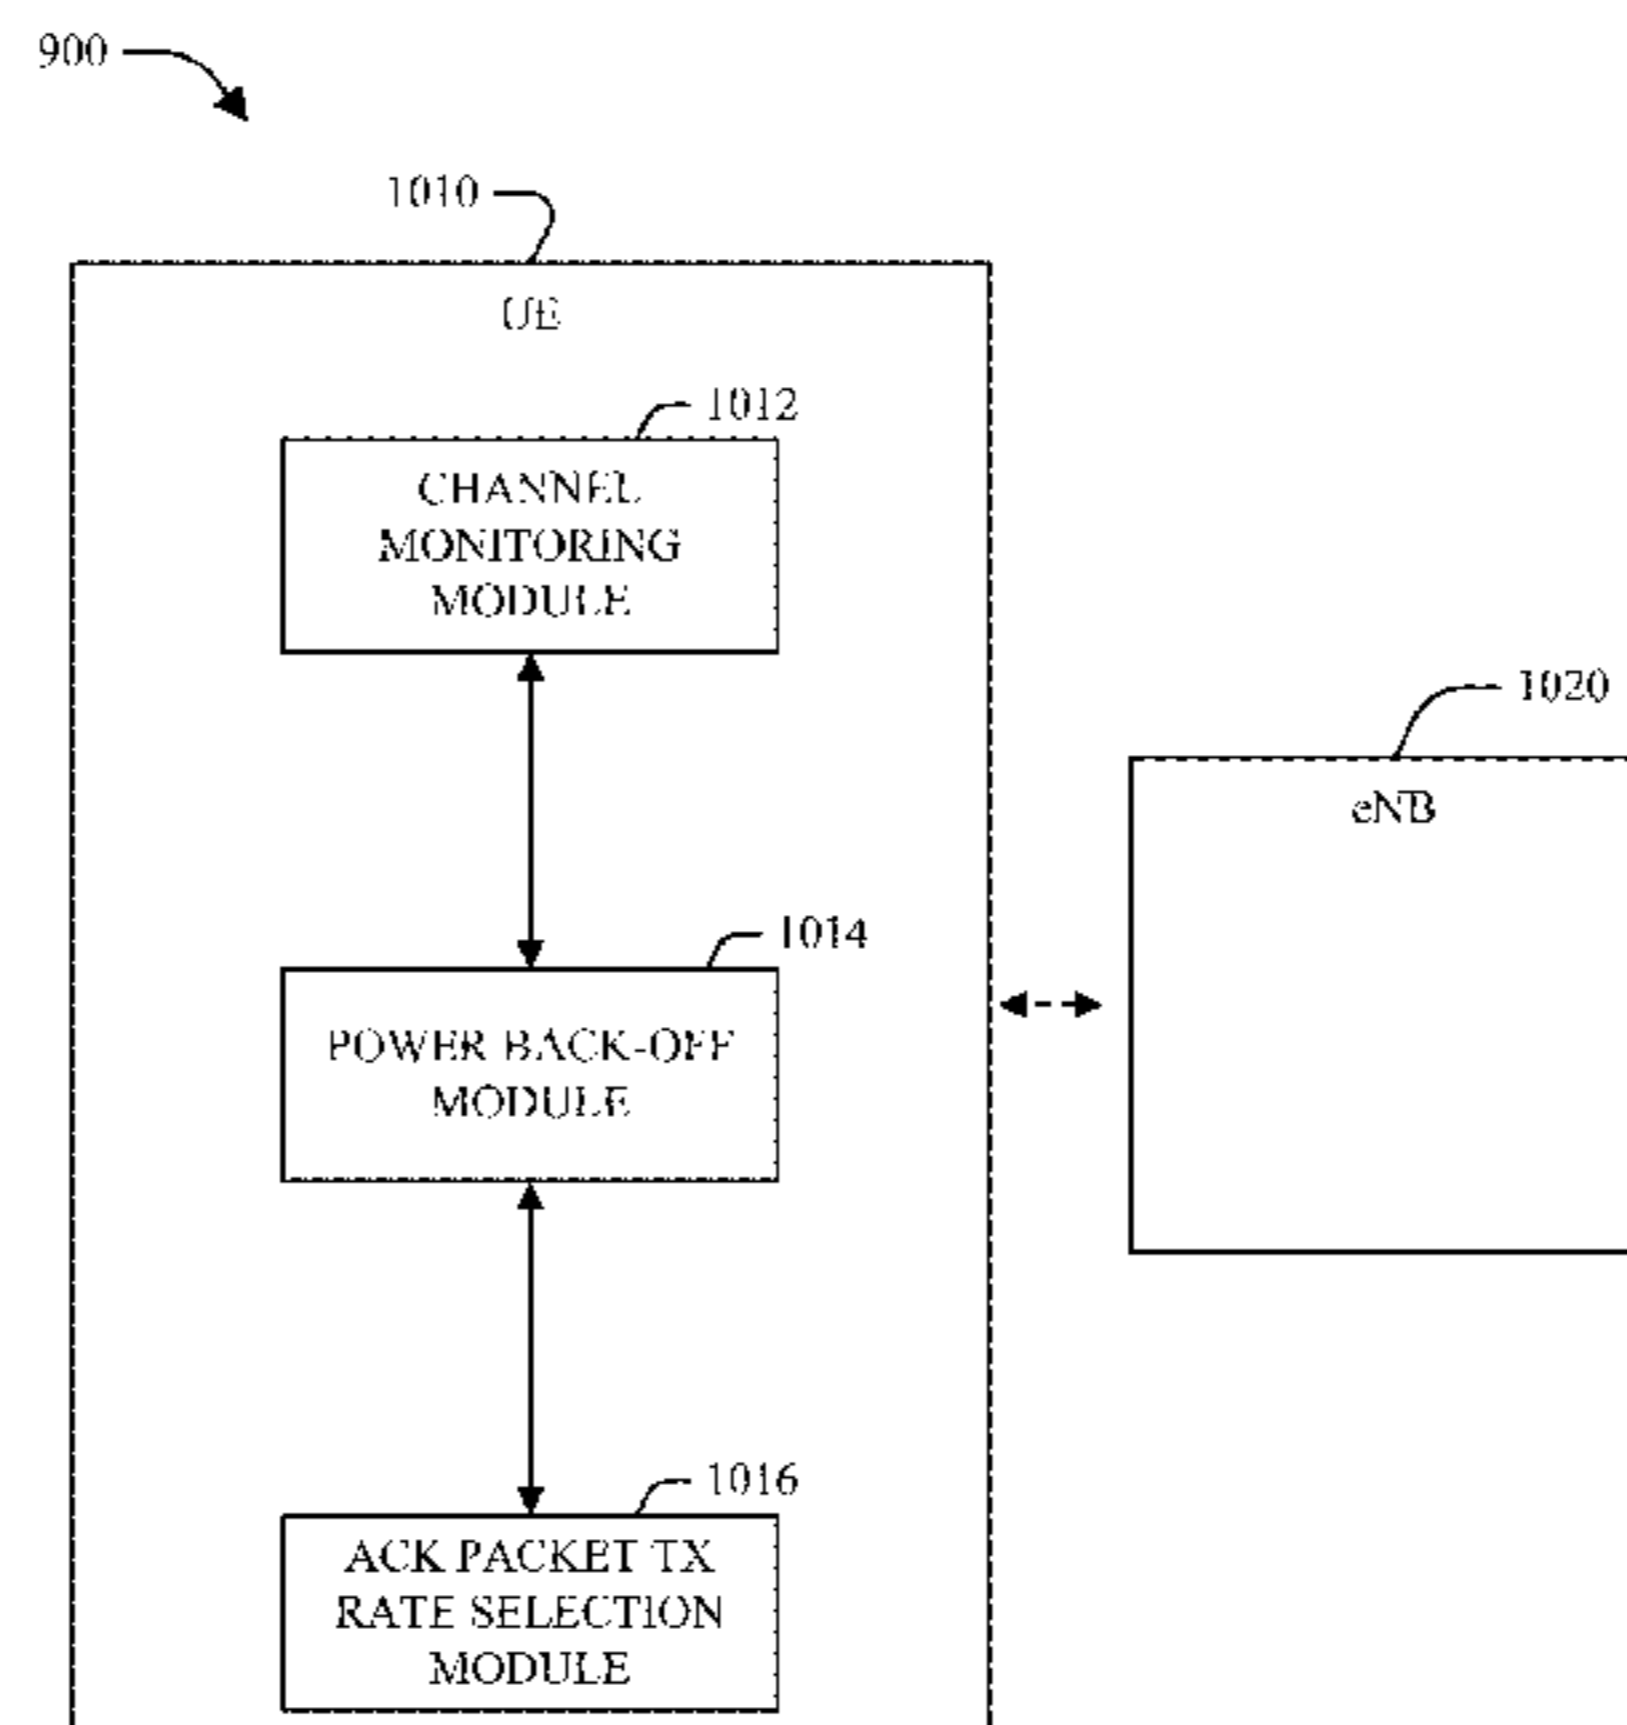 900
1010
UE
1012
CHANNEL
MONITORING
MODULE
1020
eNB
1014
POWER BACK-OFF
MODULE
1016
ACK PACKET TX
RATE SELECTION
MODULE